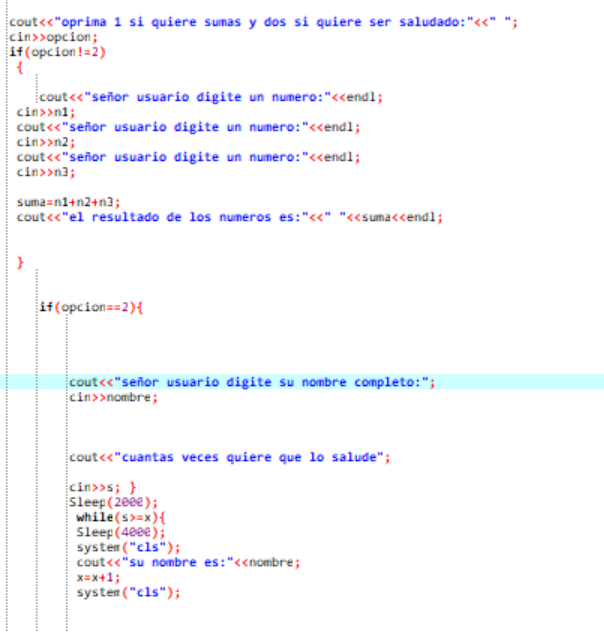 cout<<"oprima 1 si quiere sumas y dos si quiere ser saludado:"<<" ";
cin>>opcion;
if(opcion!=2)
{
cout<<"señor usuario digite un numero:"<<endl;
cin>>n1;
cout<<"señor usuario digite un numero:"<<endl;
cin>>n2;
cout<<"señor usuario digite un numero:"<<endl;
cin>>n3;
suma=n1+n2+n3;
cout<<"el resultado de los numeros es:"<<" "<<suma<<endl;
}
if(opcion==2){
cout<<"señor usuario digite su nombre completo:";
cin>>nombre;
cout<<"cuantas veces quiere que lo salude";
cin>>s; }
Sleep(2000);
while(s>=x){
Sleep(4000);
system("cls");
cout<<"su nombre es:"<<nombre;
x=x+1;
system("cls");